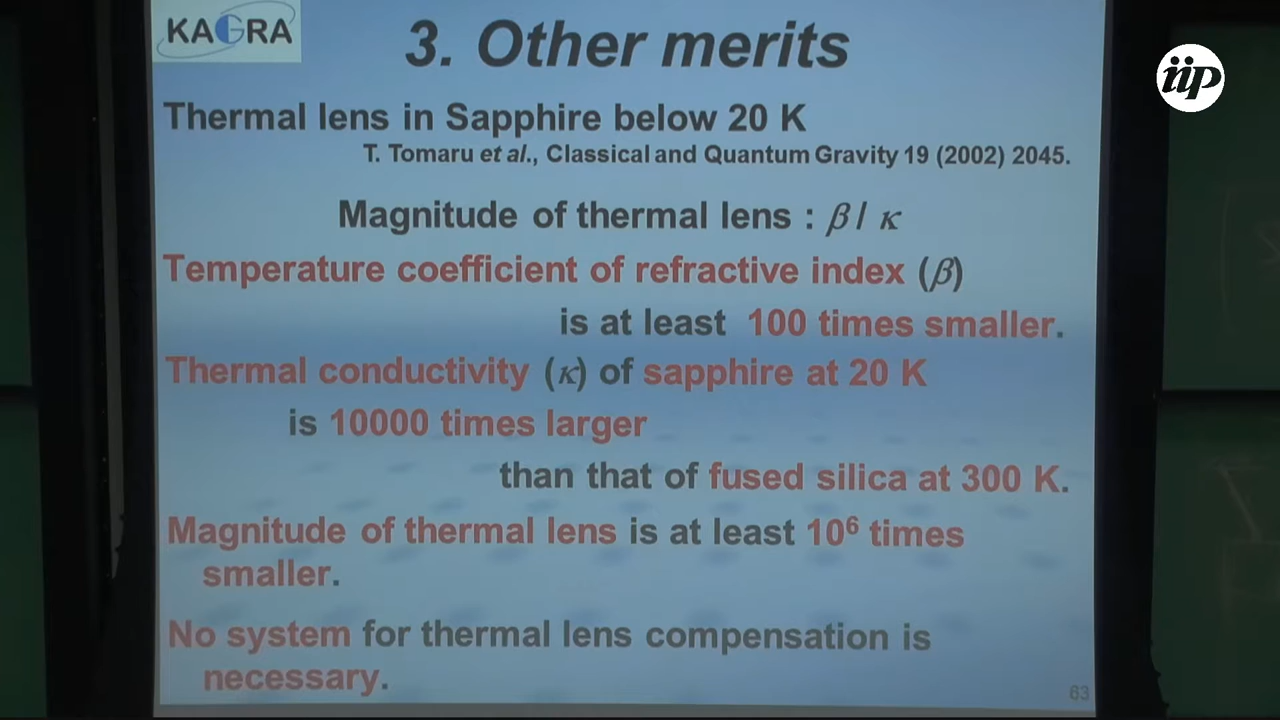 KAGRA
3. Other merits
iip
Thermal lens in Sapphire below 20 K
T. Tomaru et al., Classical and Quantum Gravity 19 (2002) 2045.
Magnitude of thermal lens : β / κ
Temperature coefficient of refractive index (β)
is at least 100 times smaller.
Thermal conductivity (κ) of sapphire at 20 K
is 10000 times larger
than that of fused silica at 300 K.
Magnitude of thermal lens is at least 10⁶ times
smaller.
No system for thermal lens compensation is
necessary.
63